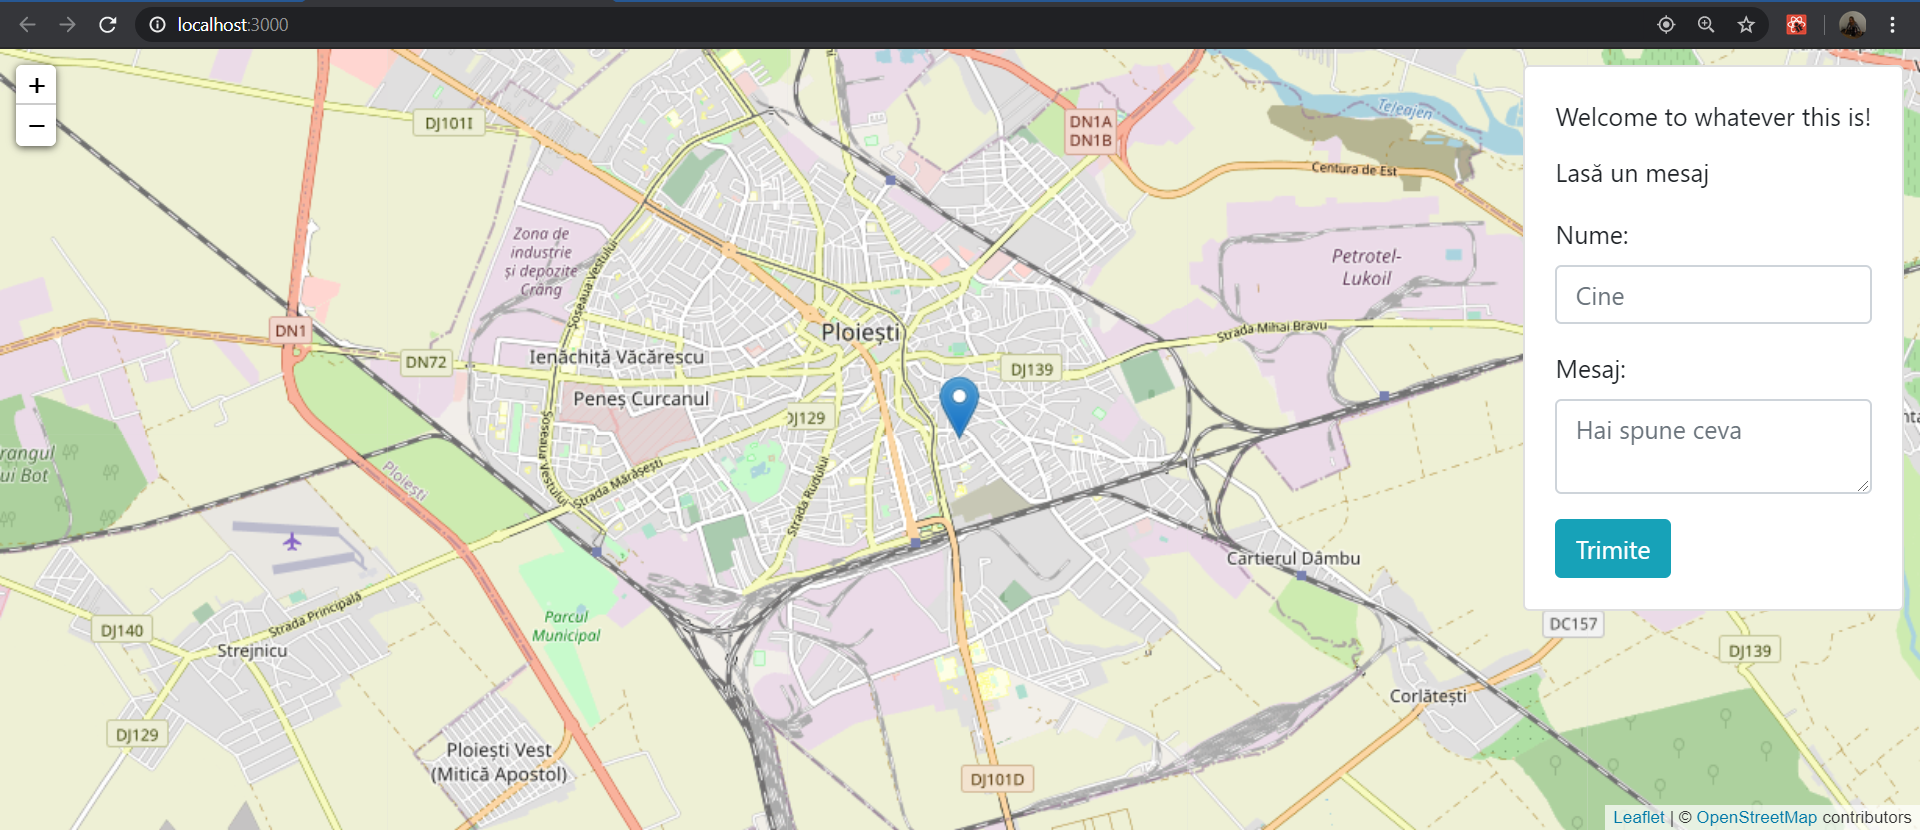 localhost:3000
+
−
Welcome to whatever this is!
Lasă un mesaj
Nume:
Cine
Mesaj:
Hai spune ceva
Trimite
DJ101I
DN1A
DN1B
Teleajen
Centura de Est
Zona de
industrie
și depozite
Crâng
Șoseaua Vestului
Petrotel-
Lukoil
DN1
Ploiești
Strada Mihai Bravu
DN72
Ienăchiță Văcărescu
DJ139
Peneș Curcanul
DJ129
Șoseaua Vestului
Strada Mărășești
Strada Rudului
Ploiești
Cartierul Dâmbu
Parcul
Municipal
Strada Principală
DJ140
Strejnicu
DC157
DJ139
Corlătești
DJ129
Ploiești Vest
(Mitică Apostol)
DJ101D
Leaflet | © OpenStreetMap contributors